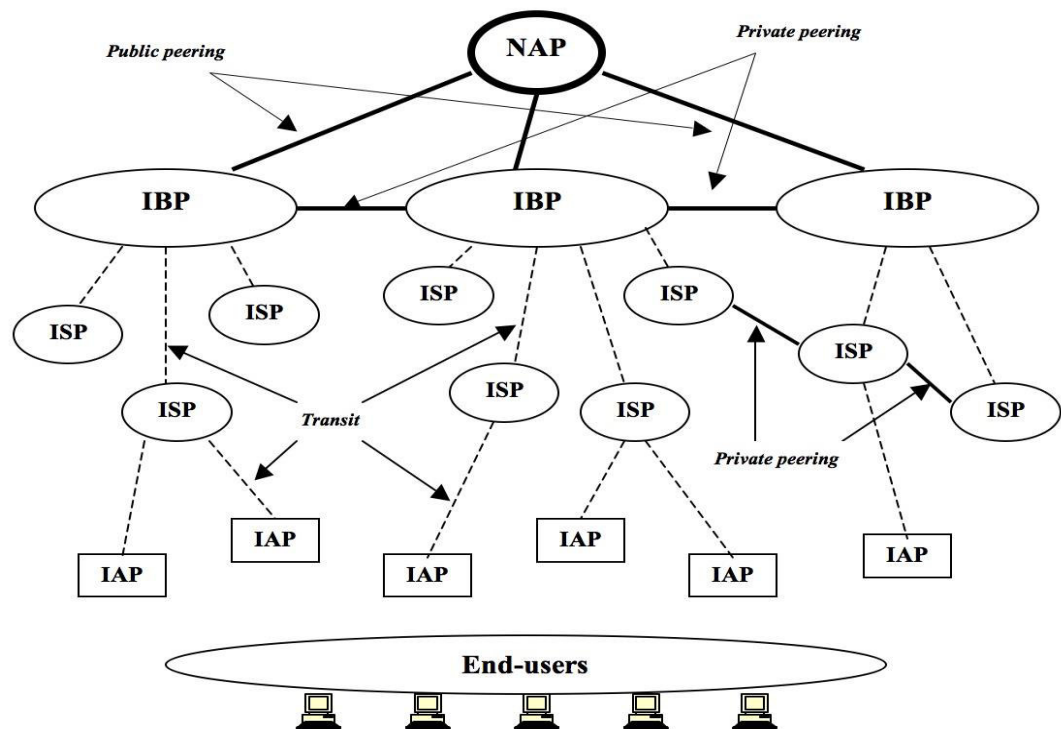 NAP
Public peering
Private peering
IBP
IBP
IBP
ISP
ISP
ISP
ISP
ISP
ISP
ISP
ISP
ISP
Transit
Private peering
IAP
IAP
IAP
IAP
IAP
IAP
End-users